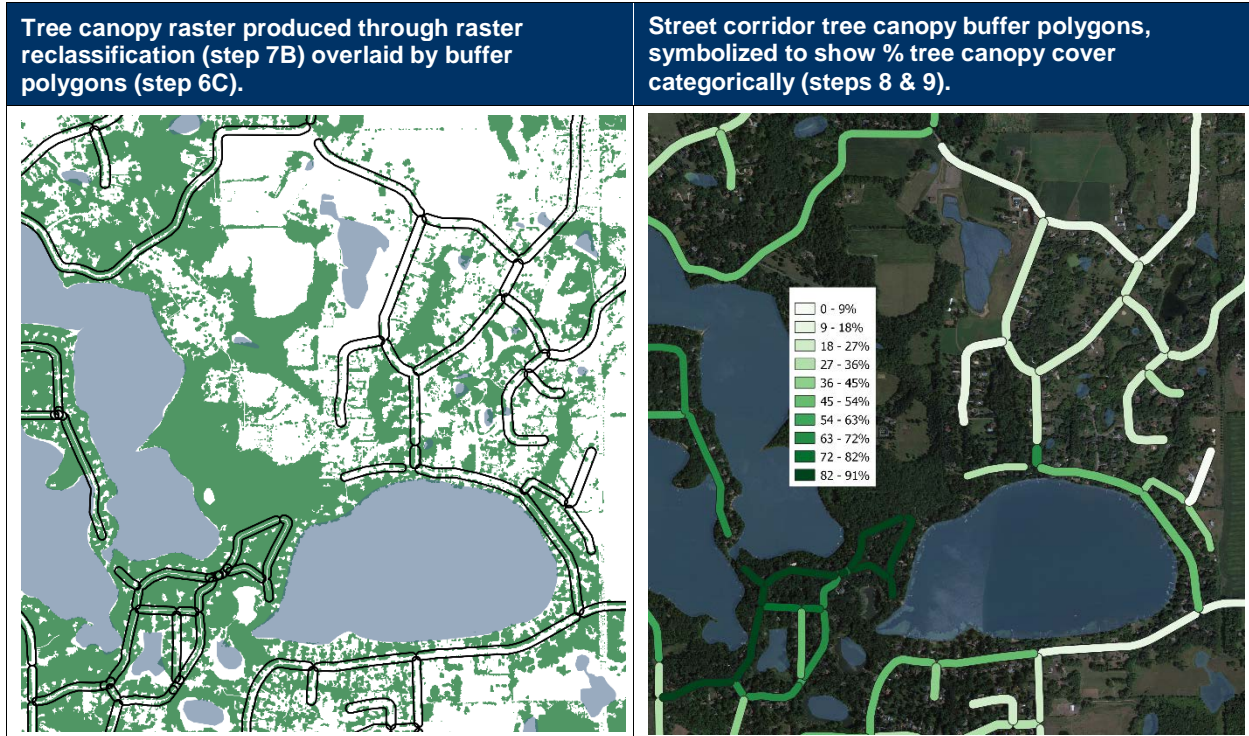 Tree canopy raster produced through raster
reclassification (step 7B) overlaid by buffer
polygons (step 6C).
Street corridor tree canopy buffer polygons,
symbolized to show % tree canopy cover
categorically (steps 8 & 9).
0 - 9%
9 - 18%
18 - 27%
27 - 36%
36 - 45%
45 - 54%
54 - 63%
63 - 72%
72 - 82%
82 - 91%